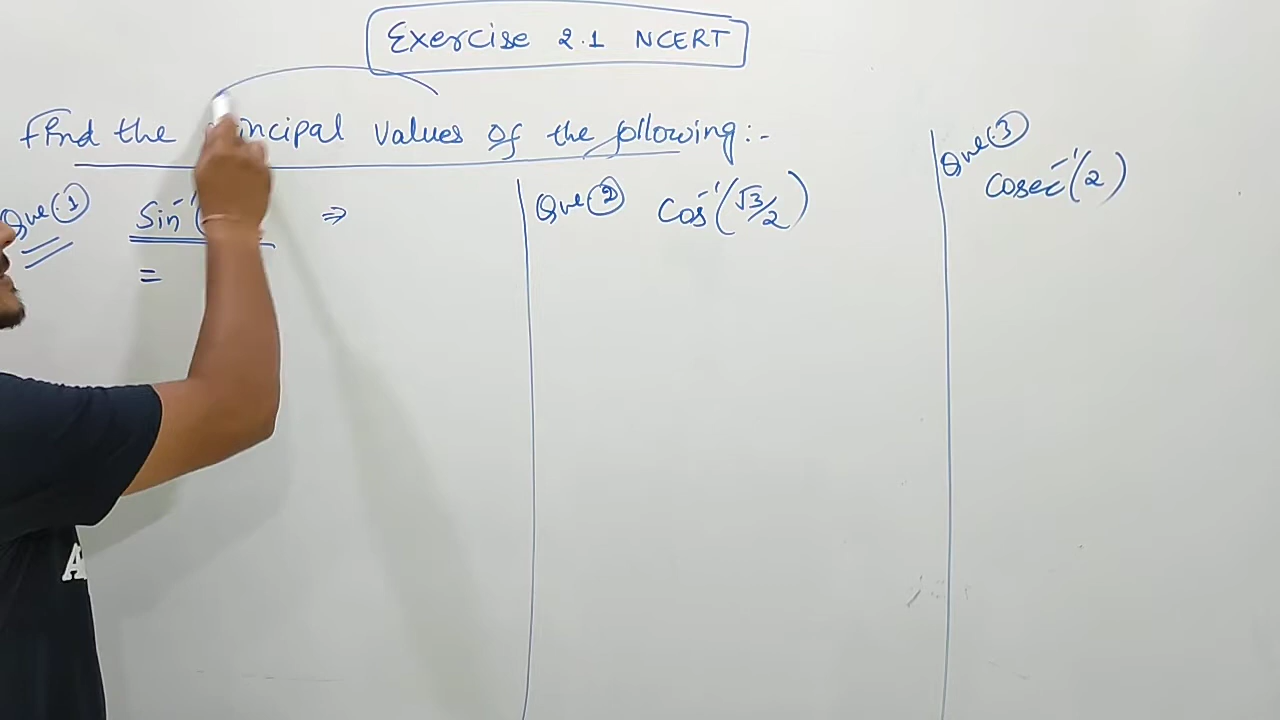 Exercise 2.1 NCERT
Find the principal values of the following:-
Que(.1) Sin⁻¹( ⇒
=
Que(2) Cos⁻¹(√3/2)
Que(.3) Cosec⁻¹(2)